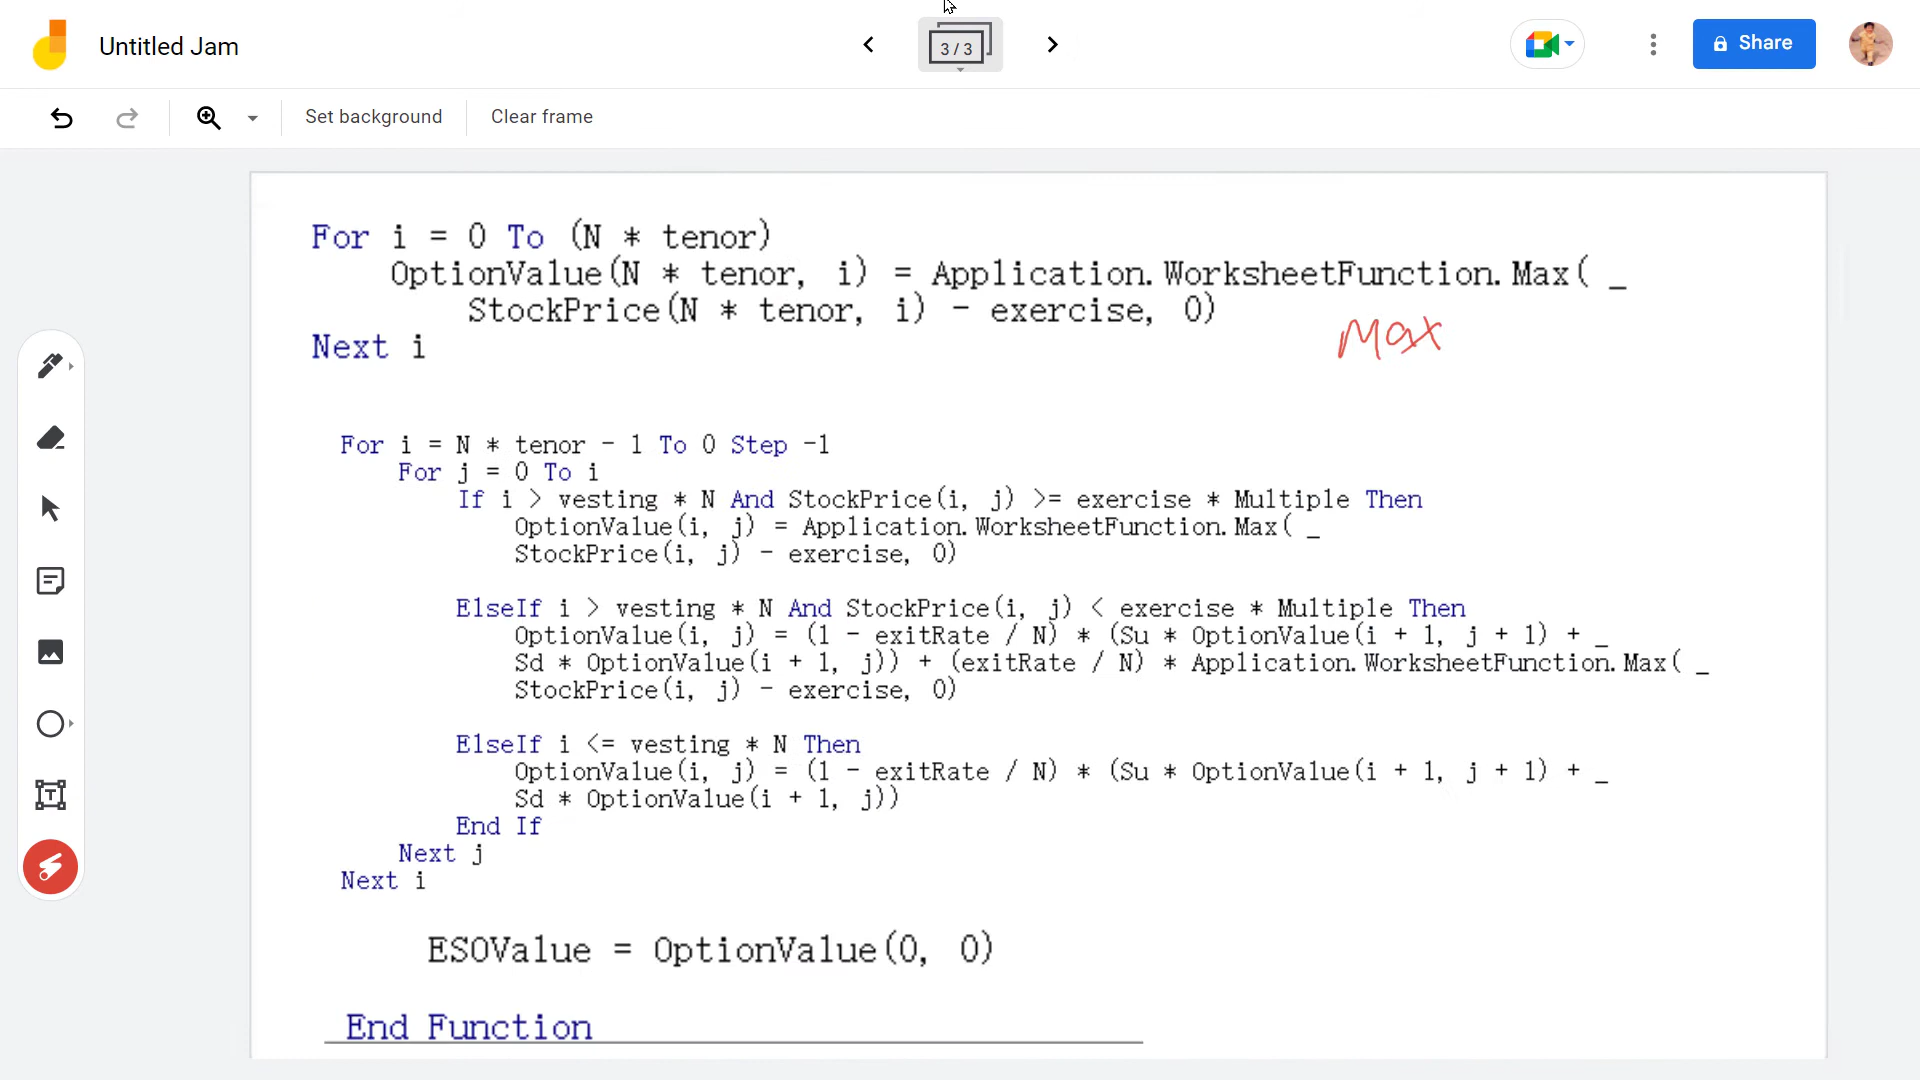 Untitled Jam
3 / 3
Share
Set background
Clear frame
For i = 0 To (N * tenor)
OptionValue(N * tenor, i) = Application.WorksheetFunction.Max( _
StockPrice(N * tenor, i) - exercise, 0)
Next i
Max
For i = N * tenor - 1 To 0 Step -1
For j = 0 To i
If i > vesting * N And StockPrice(i, j) >= exercise * Multiple Then
OptionValue(i, j) = Application.WorksheetFunction.Max( _
StockPrice(i, j) - exercise, 0)
ElseIf i > vesting * N And StockPrice(i, j) < exercise * Multiple Then
OptionValue(i, j) = (1 - exitRate / N) * (Su * OptionValue(i + 1, j + 1) + _
Sd * OptionValue(i + 1, j)) + (exitRate / N) * Application.WorksheetFunction.Max( _
StockPrice(i, j) - exercise, 0)
ElseIf i <= vesting * N Then
OptionValue(i, j) = (1 - exitRate / N) * (Su * OptionValue(i + 1, j + 1) + _
Sd * OptionValue(i + 1, j))
End If
Next j
Next i
ESOValue = OptionValue(0, 0)
End Function